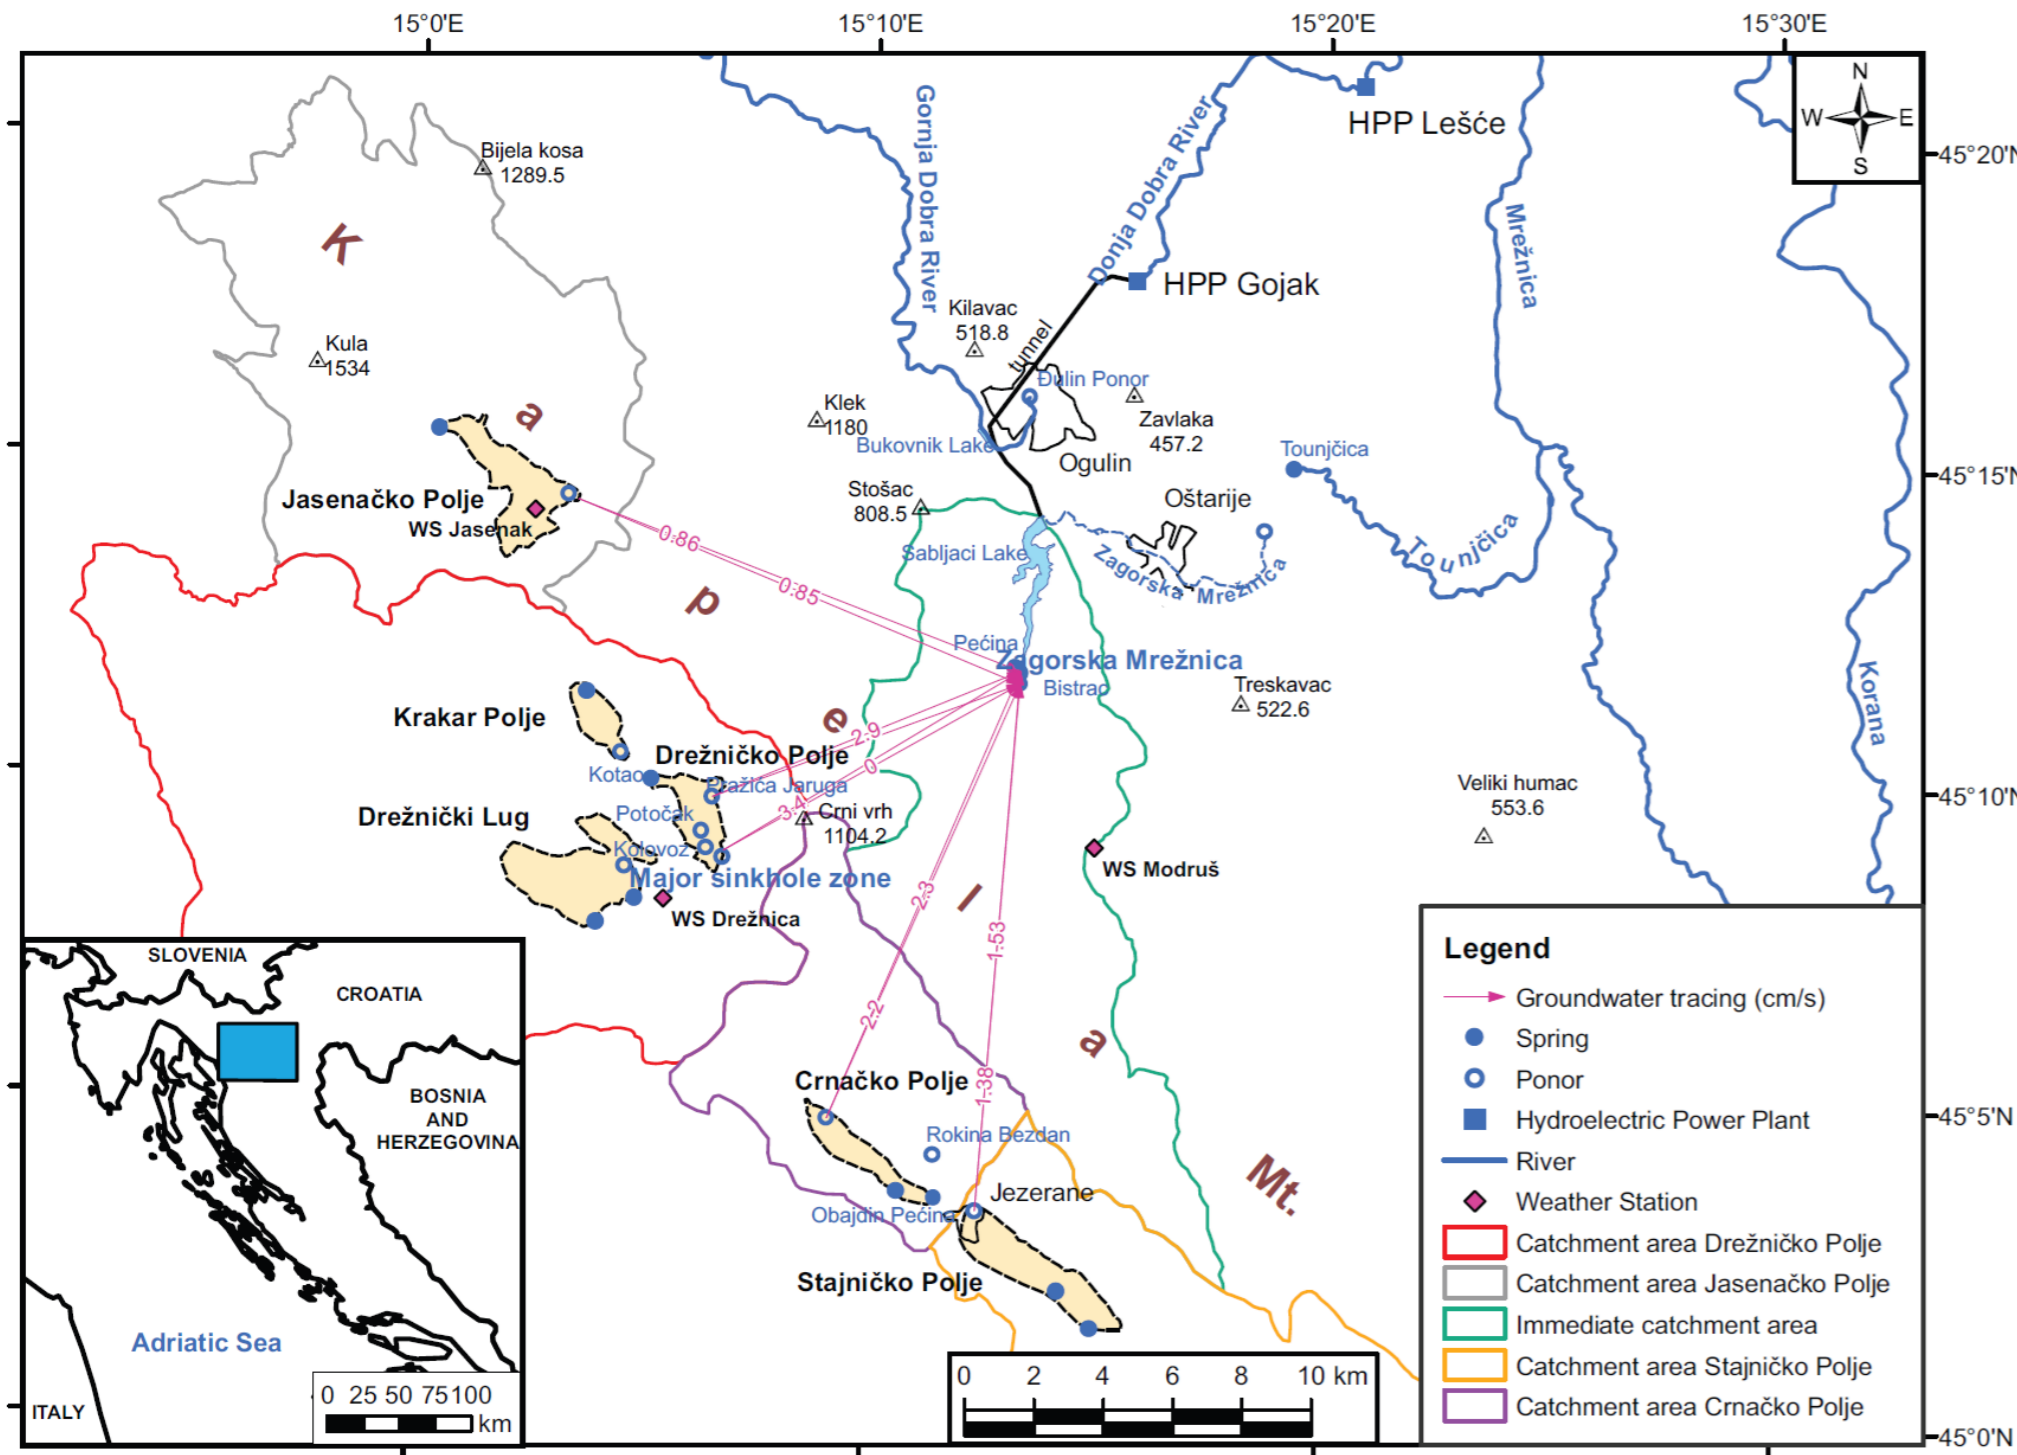 15°0'E
15°10'E
15°20'E
15°30'E
N
W E
S
45°20'N
45°15'N
45°10'N
45°5'N
45°0'N
Bijela kosa
1289.5
Gornja Dobra River
Donja Dobra River
HPP Lešće
Mrežnica
HPP Gojak
Kilavac
518.8
tunnel
Kula
1534
Đulin Ponor
Klek
1180
Zavlaka
457.2
Bukovnik Lake
Ogulin
Tounjčica
Stošac
808.5
Oštarije
Jasenačko Polje
WS Jasenak
Sabljaci Lake
Zagorska Mrežnica
Tounjčica
0.86
0.85
Pećina
Zagorska Mrežnica
Bistrac
Treskavac
522.6
Korana
Krakar Polje
Drežničko Polje
2.9
0
3.4
Kotao
Pražića Jaruga
Potočak
Crni vrh
1104.2
Veliki humac
553.6
Drežnički Lug
Kolovoz
Major sinkhole zone
WS Drežnica
WS Modruš
2.3
2.2
1.53
1.38
K
a
p
e
l
a
Mt.
Crnačko Polje
Rokina Bezdan
Jezerane
Obajdin Pećina
Stajničko Polje
SLOVENIA
CROATIA
BOSNIA
AND
HERZEGOVINA
Adriatic Sea
ITALY
0 25 50 75 100
km
0 2 4 6 8 10 km
Legend
Groundwater tracing (cm/s)
Spring
Ponor
Hydroelectric Power Plant
River
Weather Station
Catchment area Drežničko Polje
Catchment area Jasenačko Polje
Immediate catchment area
Catchment area Stajničko Polje
Catchment area Crnačko Polje